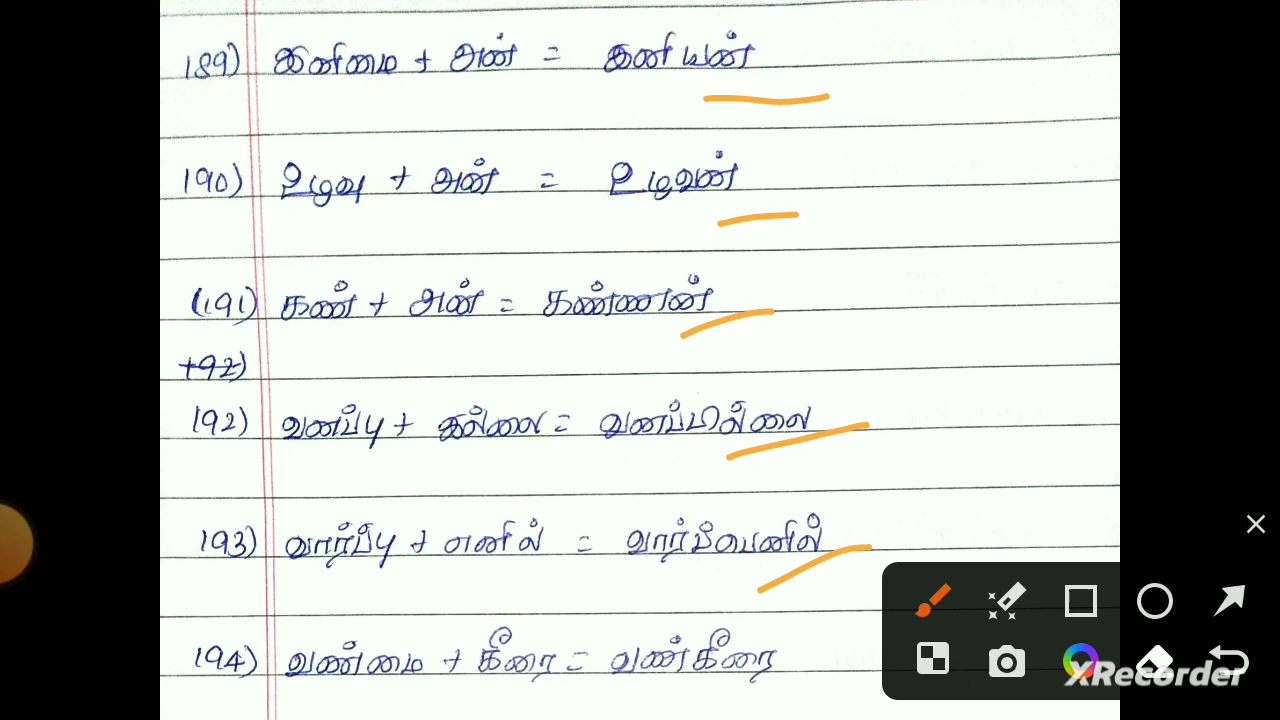 189) இனிமை + அன் = இனியன்
190) உழவு + அன் = உழவன்
(191) கண் + அன் = கண்ணன்
192)
192) வனப்பு + இல்லை = வனப்பில்லை
193) வார்ப்பு + எனில் = வார்ப்பெனில்
194) வண்மை + கீரை = வண்கீரை
XRecorder